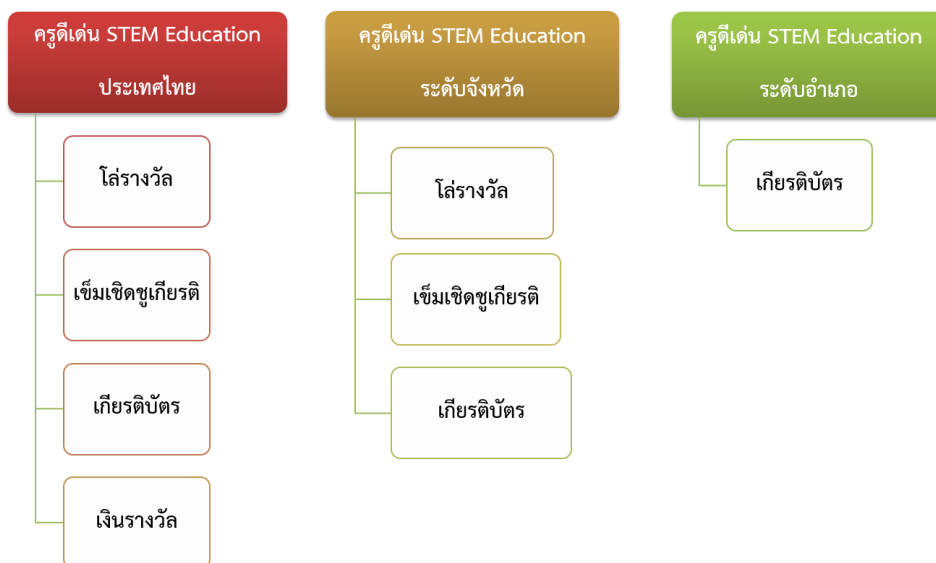 ครูดีเด่น STEM Education
ประเทศไทย
โล่รางวัล
เข็มเชิดชูเกียรติ
เกียรติบัตร
เงินรางวัล
ครูดีเด่น STEM Education
ระดับจังหวัด
โล่รางวัล
เข็มเชิดชูเกียรติ
เกียรติบัตร
ครูดีเด่น STEM Education
ระดับอำเภอ
เกียรติบัตร